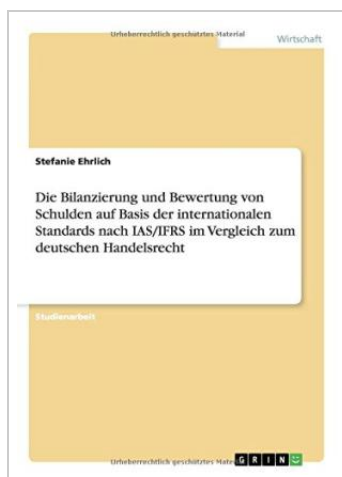 Urheberrechtlich geschütztes Material
Wirtschaft
Stefanie Ehrlich
Die Bilanzierung und Bewertung von
Schulden auf Basis der internationalen
Standards nach IAS/IFRS im Vergleich zum
deutschen Handelsrecht
Studienarbeit
Urheberrechtlich geschütztes Mater
GRIN